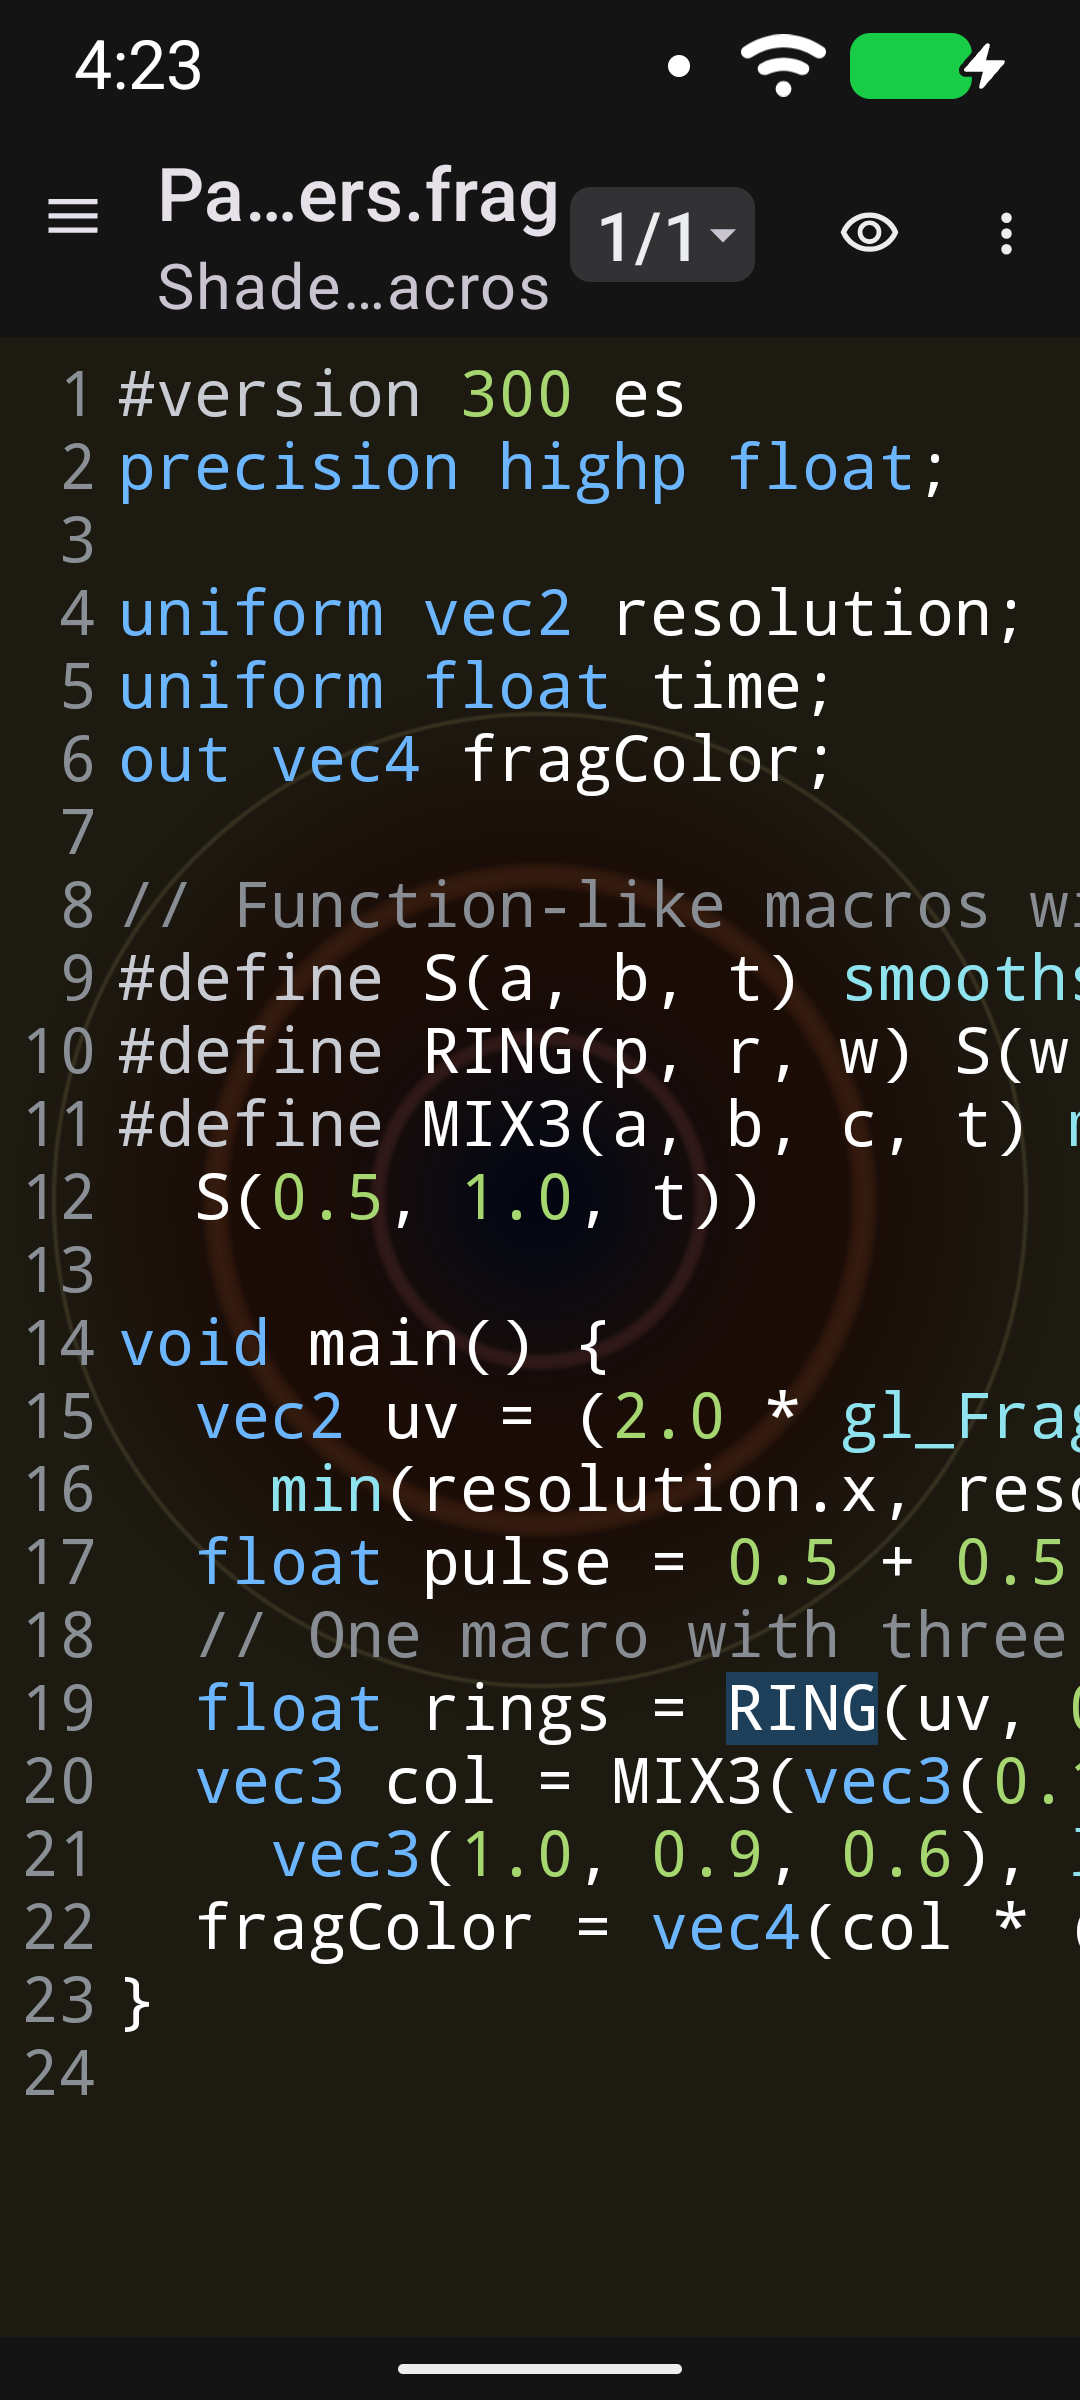 4:23
Pa…ers.frag
1/1
Shade…acros
1 #version 300 es
2 precision highp float;
3
4 uniform vec2 resolution;
5 uniform float time;
6 out vec4 fragColor;
7
8 // Function-like macros
9 #define S(a, b, t) smooths
10 #define RING(p, r, w) S(w
11 #define MIX3(a, b, c, t)
12 S(0.5, 1.0, t))
13
14 void main() {
15 vec2 uv = (2.0 * gl_Frag
16 min(resolution.x, reso
17 float pulse = 0.5 + 0.5
18 // One macro with three
19 float rings = RING(uv,
20 vec3 col = MIX3(vec3(0.
21 vec3(1.0, 0.9, 0.6),
22 fragColor = vec4(col *
23 }
24